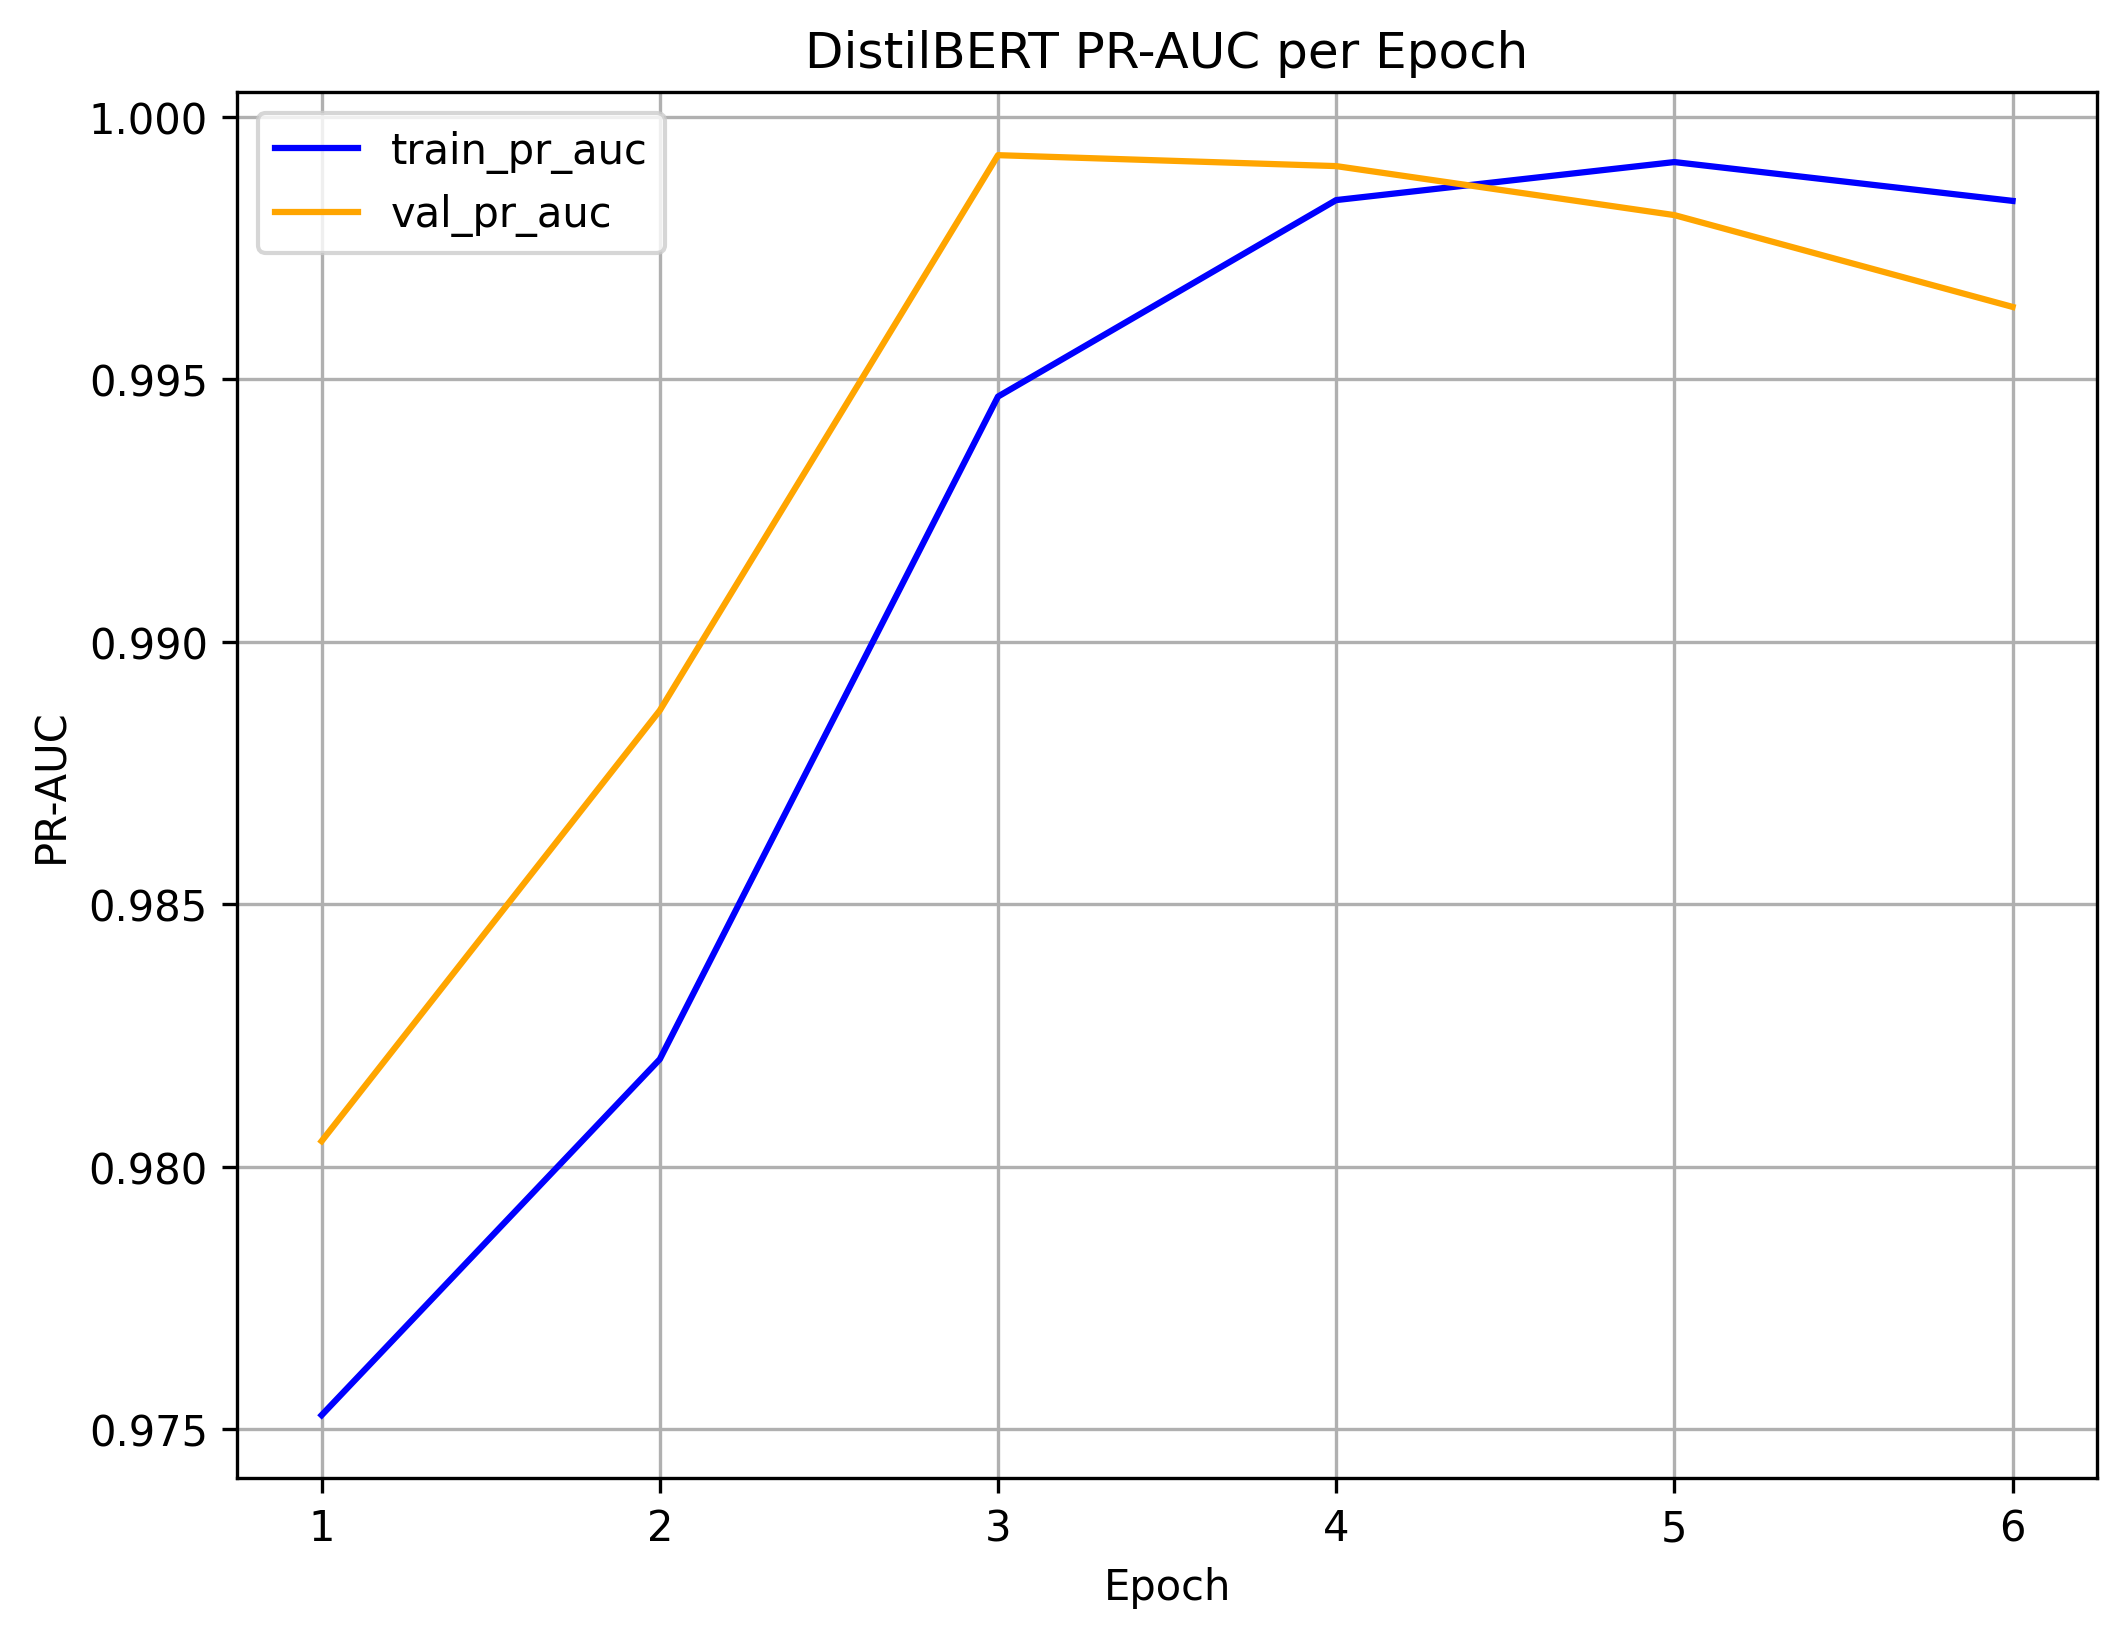 DistilBERT PR-AUC per Epoch
train_pr_auc
val_pr_auc
1.000
0.995
0.990
0.985
0.980
0.975
PR-AUC
1 2 3 4 5 6
Epoch